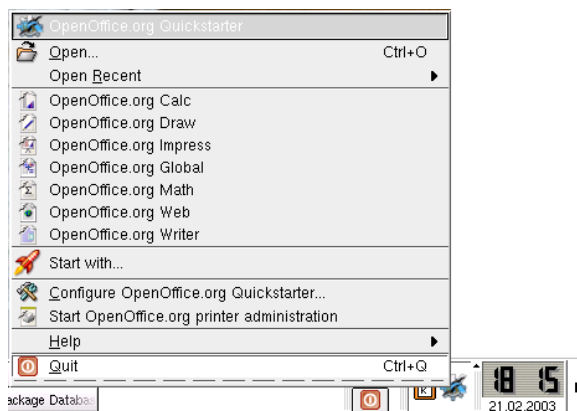 OpenOffice.org Quickstarter
Open... Ctrl+O
Open Recent
OpenOffice.org Calc
OpenOffice.org Draw
OpenOffice.org Impress
OpenOffice.org Global
OpenOffice.org Math
OpenOffice.org Web
OpenOffice.org Writer
Start with...
Configure OpenOffice.org Quickstarter...
Start OpenOffice.org printer administration
Help
Quit Ctrl+Q
ackage Databas
18 15
21.02.2003